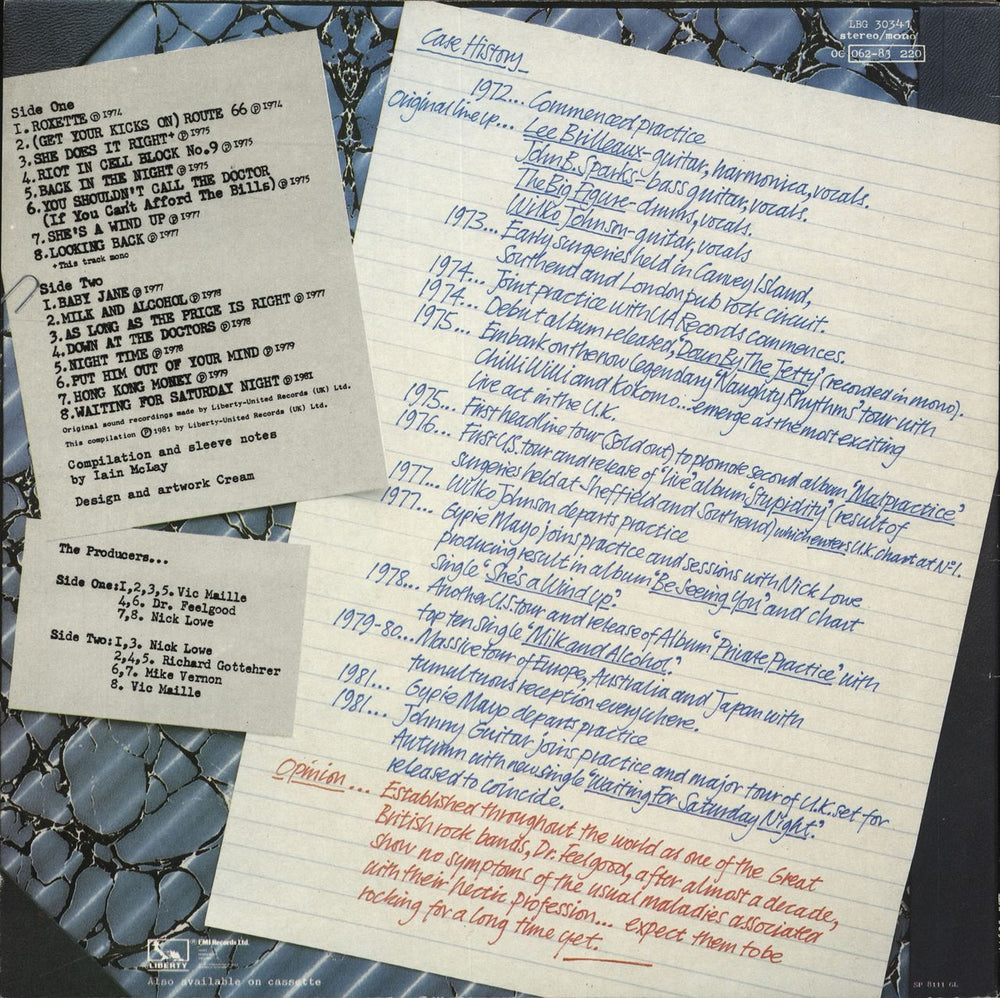 LBG 30341
stereo/mono
OC 062-83 220
Side One
1. ROXETTE Ⓟ 1974
2. (GET YOUR KICKS ON) ROUTE 66 Ⓟ 1974
3. SHE DOES IT RIGHT+ Ⓟ 1975
4. RIOT IN CELL BLOCK No.9 Ⓟ 1975
5. BACK IN THE NIGHT Ⓟ 1975
6. YOU SHOULDN'T CALL THE DOCTOR
(If You Can't Afford The Bills) Ⓟ 1975
7. SHE'S A WIND UP Ⓟ 1977
8. LOOKING BACK Ⓟ 1977
+This track mono
Side Two
1. BABY JANE Ⓟ 1977
2. MILK AND ALCOHOL Ⓟ 1978
3. AS LONG AS THE PRICE IS RIGHT Ⓟ 1977
4. DOWN AT THE DOCTORS Ⓟ 1978
5. NIGHT TIME Ⓟ 1978
6. PUT HIM OUT OF YOUR MIND Ⓟ 1979
7. HONG KONG MONEY Ⓟ 1979
8. WAITING FOR SATURDAY NIGHT Ⓟ 1981
Original sound recordings made by Liberty-United Records (UK) Ltd.
This compilation Ⓟ 1981 by Liberty-United Records (UK) Ltd.
Compilation and sleeve notes
by Iain McLay
Design and artwork Cream
The Producers...
Side One: 1,2,3,5. Vic Maille
4,6. Dr. Feelgood
7,8. Nick Lowe
Side Two: 1,3. Nick Lowe
2,4,5. Richard Gottehrer
6,7. Mike Vernon
8. Vic Maille
Case History
1972... Commenced practice
Original line up... Lee Brilleaux - guitar, harmonica, vocals.
John B. Sparks - bass guitar, vocals.
The Big Figure - drums, vocals.
Wilko Johnson - guitar, vocals
1973... Early surgeries held in Canvey Island,
Southend and London pub rock circuit.
1974... Joint practice with UA Records commences.
1974... Debut album released, "Down By The Jetty" (recorded in mono).
1975... Embark on the now legendary "Naughty Rhythms" tour with
Chilli Willi and Kokomo... emerge as the most exciting
live act in the U.K.
1975... First headline tour (sold out) to promote second album "Malpractice"
1976... First U.S. tour and release of "live" album "Stupidity" (result of
surgeries held at Sheffield and Southend) which enters U.K. chart at No1.
1977... Wilko Johnson departs practice
1977... Gypie Mayo joins practice and sessions with Nick Lowe
producing result in album "Be Seeing You" and chart
single "She's a Wind Up".
1978... Another U.S. tour and release of Album "Private Practice" with
top ten single "Milk and Alcohol."
1979-80... Massive tour of Europe, Australia and Japan with
tumultuous reception everywhere.
1981... Gypie Mayo departs practice
1981... Johnny Guitar joins practice and major tour of U.K. set for
Autumn with new single "Waiting For Saturday Night."
released to coincide.
Opinion... Established throughout the world as one of the Great
British rock bands, Dr. Feelgood, after almost a decade,
show no symptoms of the usual maladies associated
with their hectic profession... expect them to be
rocking for a long time yet.
LIBERTY
EMI Records Ltd.
Also available on cassette
SP 8111 GL